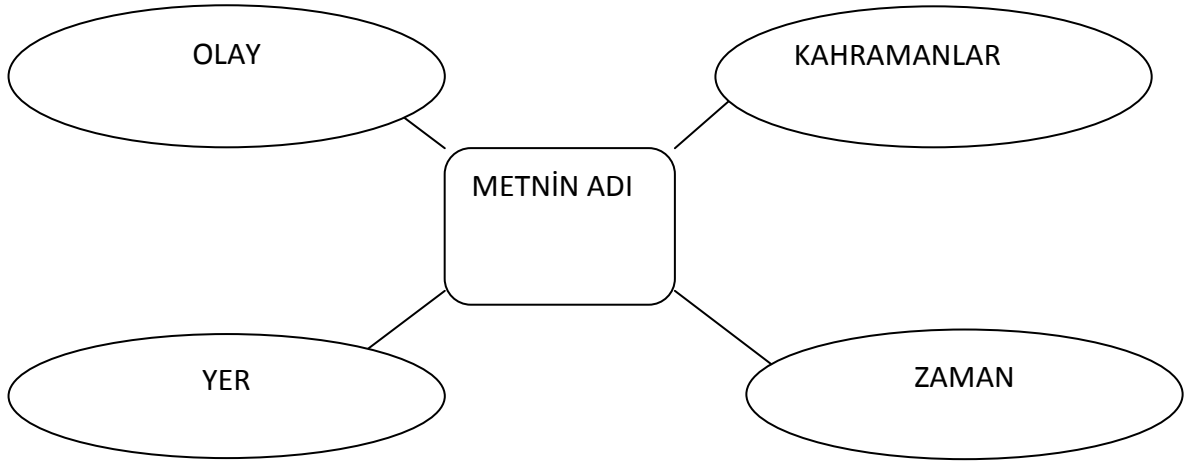 OLAY
KAHRAMANLAR
METNİN ADI
YER
ZAMAN